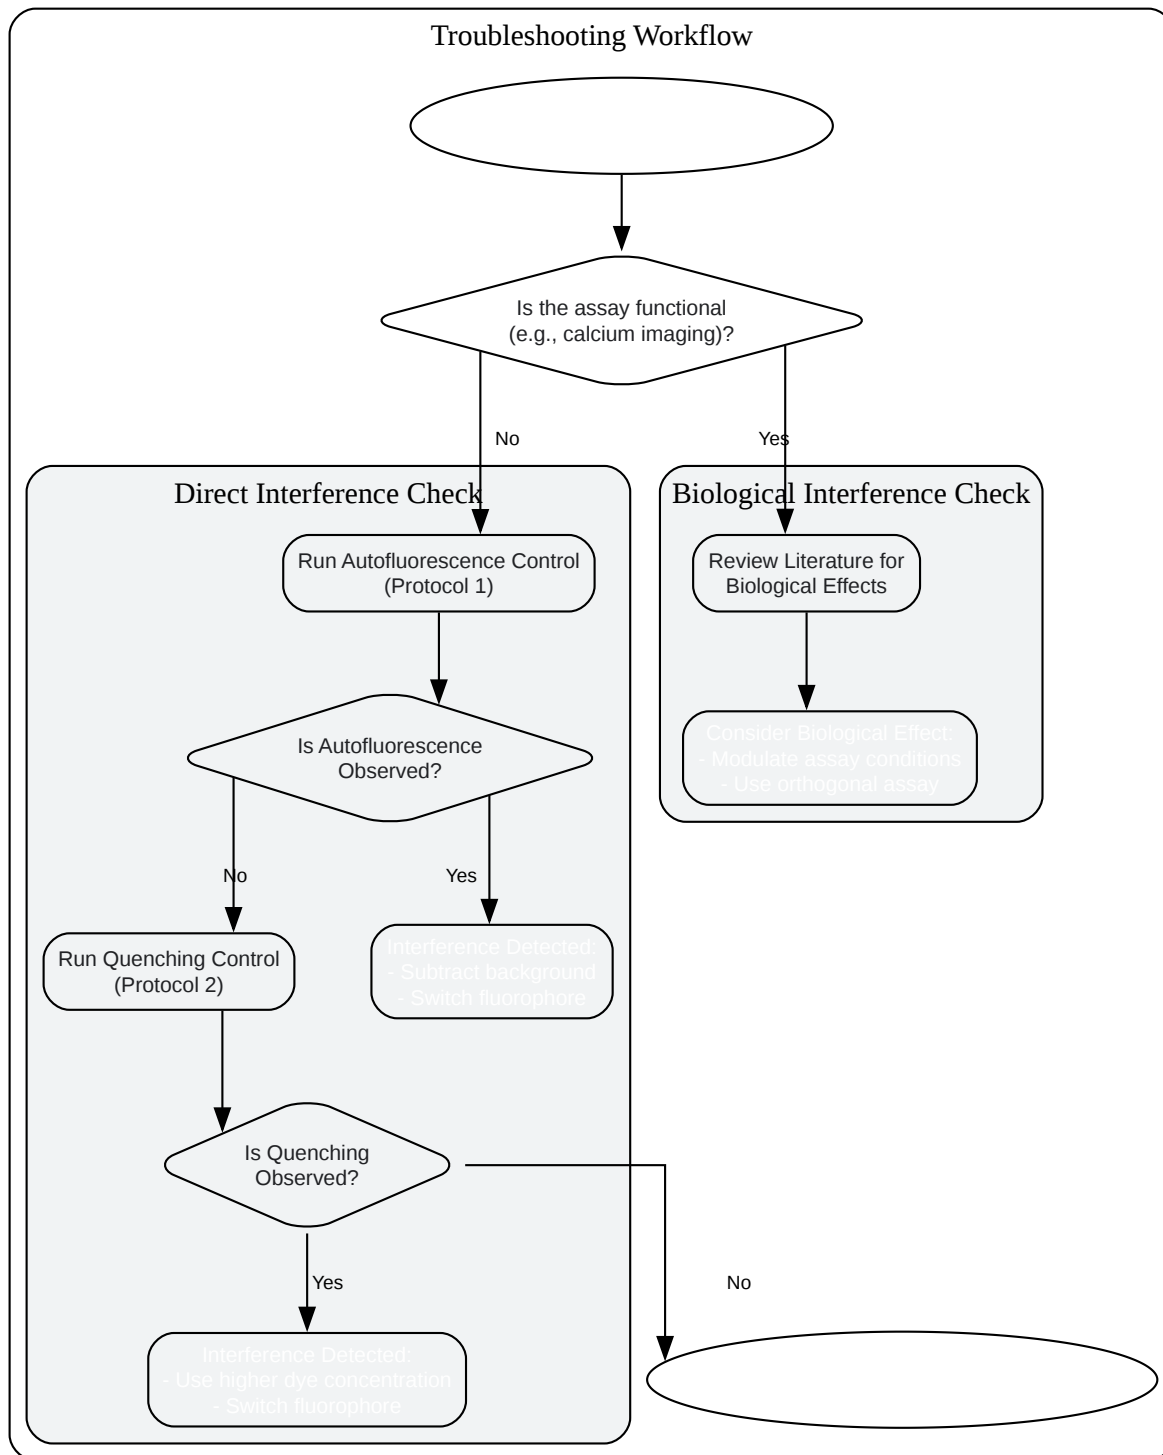 Troubleshooting Workflow
Is the assay functional
(e.g., calcium imaging)?
No
Yes
Direct Interference Check
Biological Interference Check
Run Autofluorescence Control
(Protocol 1)
Review Literature for
Biological Effects
Is Autofluorescence
Observed?
Consider Biological Effect:
- Modulate assay conditions
- Use orthogonal assay
No
Yes
Run Quenching Control
(Protocol 2)
Interference Detected:
- Subtract background
- Switch fluorophore
Is Quenching
Observed?
Yes
No
Interference Detected:
- Use higher dye concentration
- Switch fluorophore